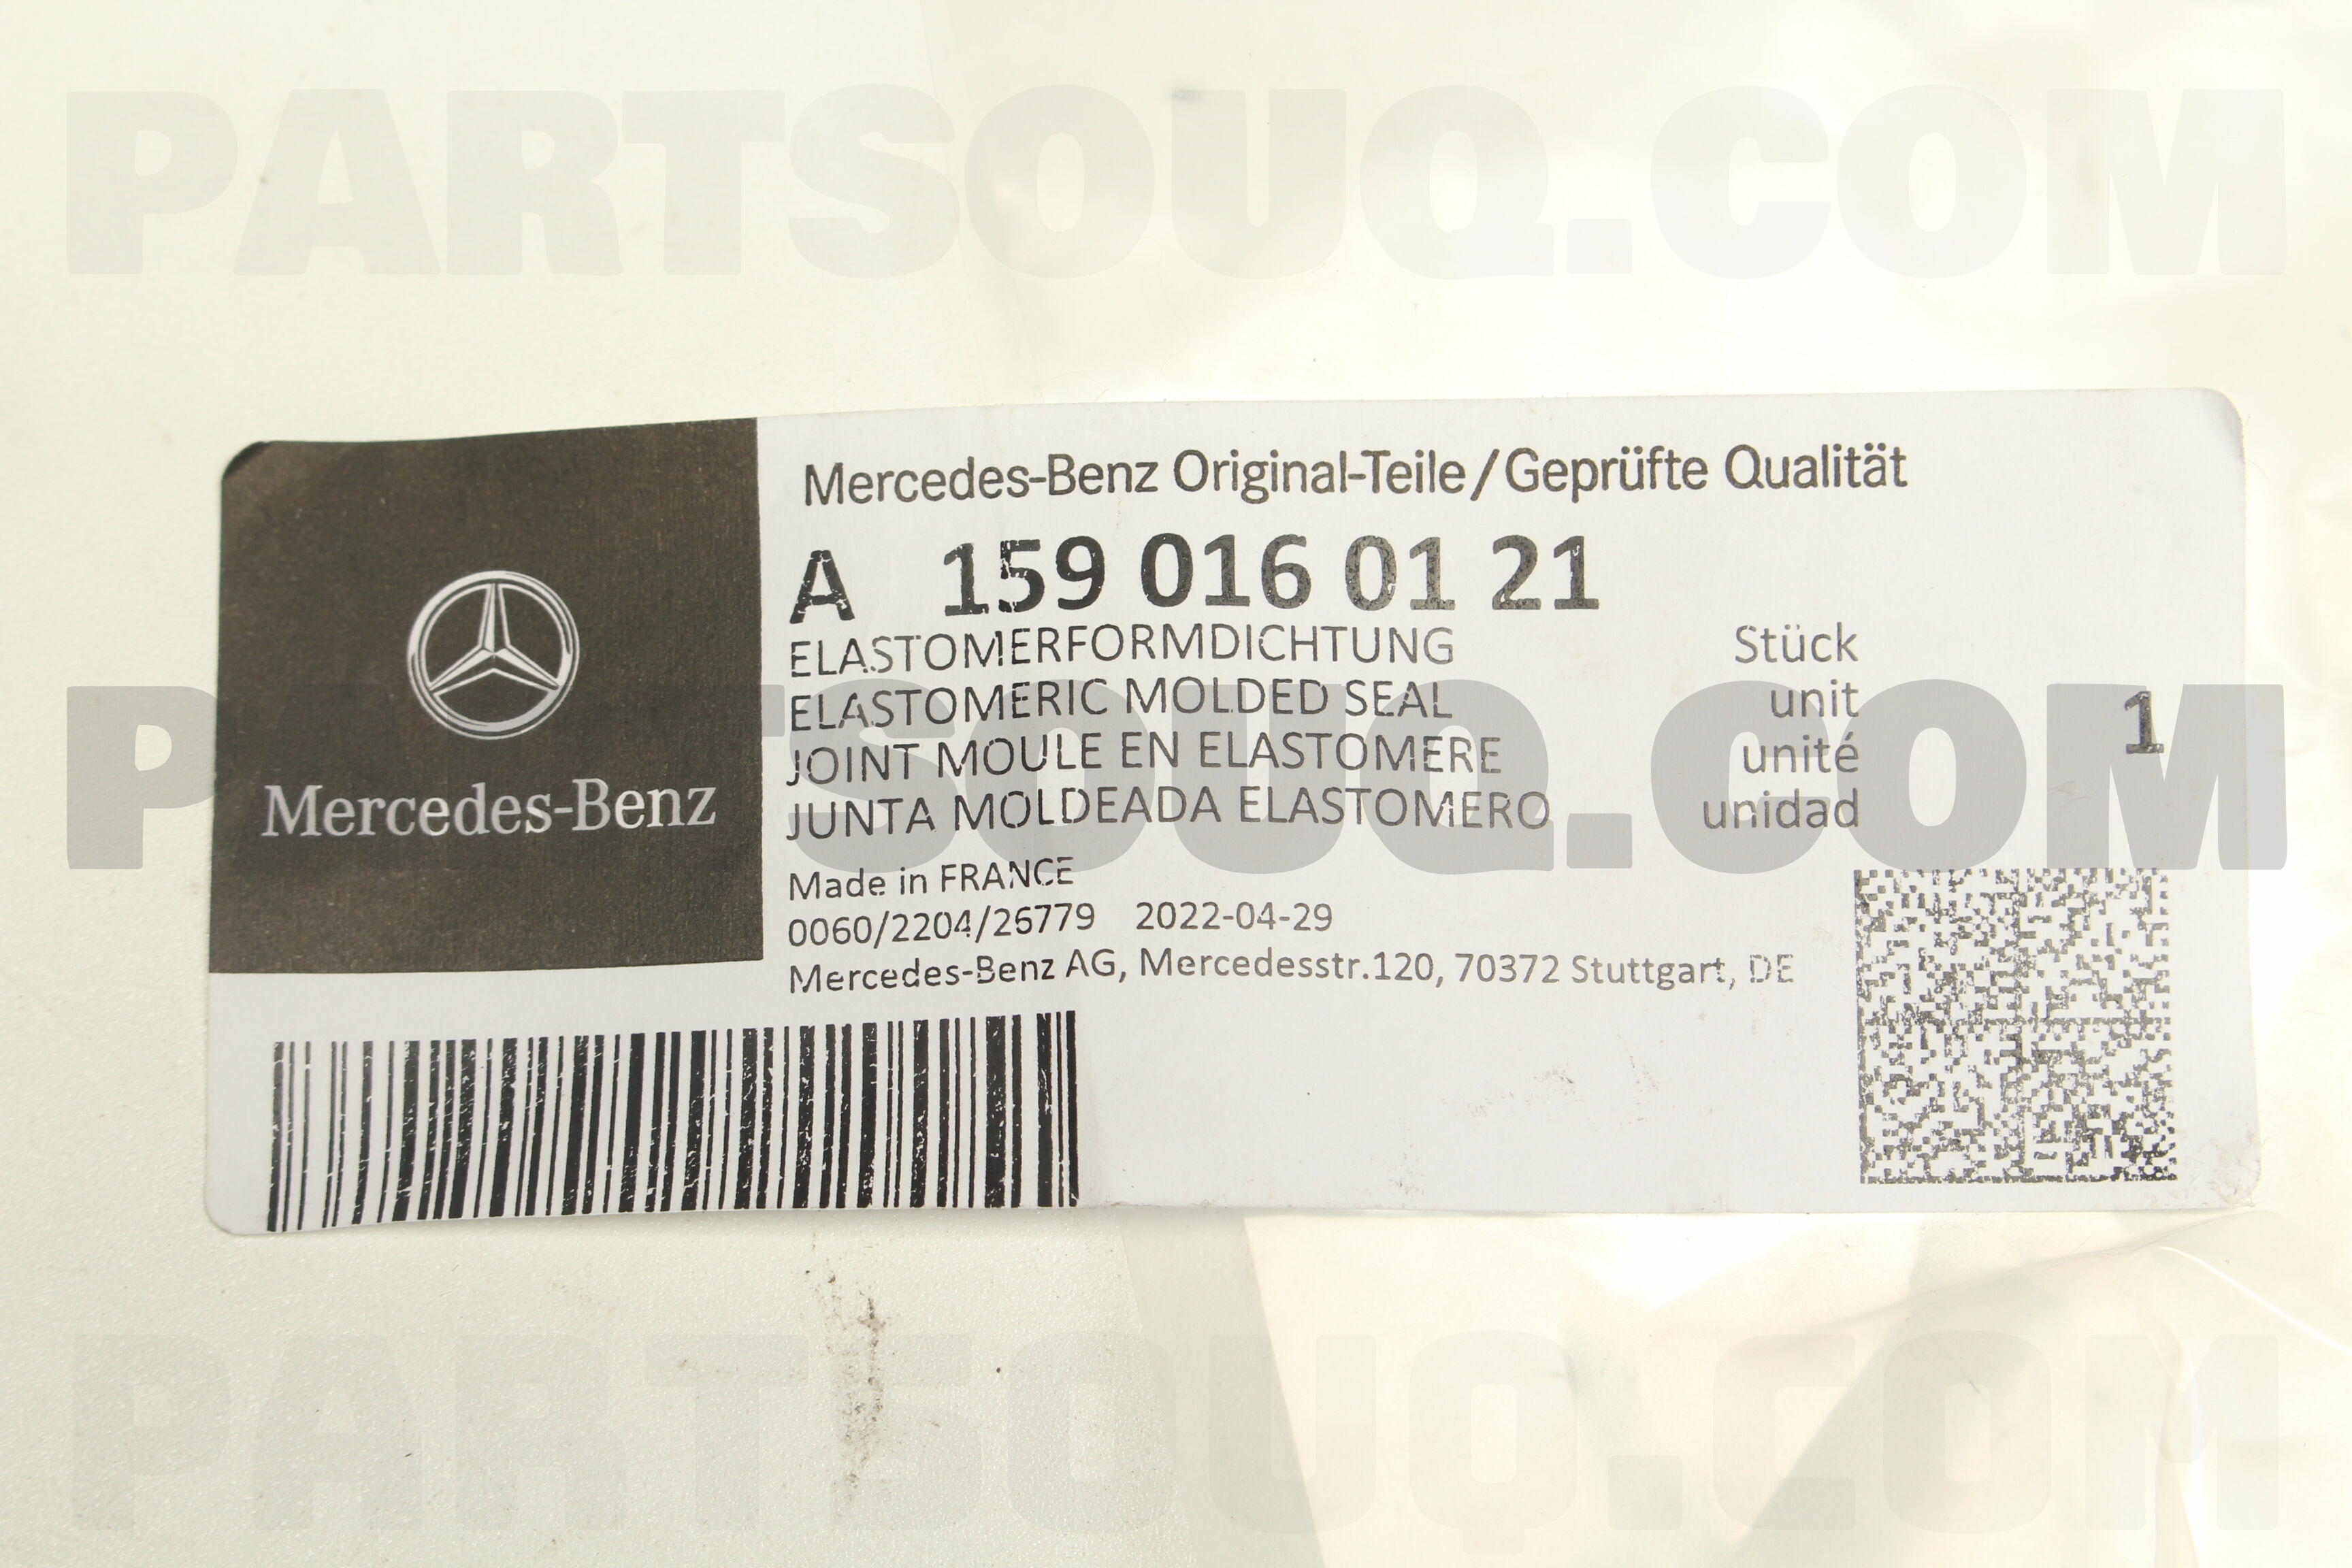 PARTSOUQ.COM
Mercedes-Benz Original-Teile/Geprüfte Qualität
A 159 016 01 21
ELASTOMERFORMDICHTUNG Stück
ELASTOMERIC MOLDED SEAL unit 1
JOINT MOULE EN ELASTOMERE unité
JUNTA MOLDEADA ELASTOMERO unidad
Mercedes-Benz
PARTSOUQ.COM
Made in FRANCE
0060/2204/26779 2022-04-29
Mercedes-Benz AG, Mercedesstr.120, 70372 Stuttgart, DE
PARTSOUQ.COM